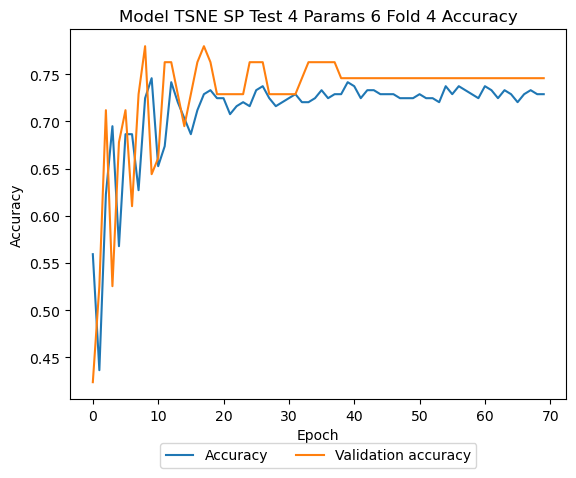 Model TSNE SP Test 4 Params 6 Fold 4 Accuracy
Accuracy
0.75
0.70
0.65
0.60
0.55
0.50
0.45
0 10 20 30 40 50 60 70
Epoch
Accuracy Validation accuracy